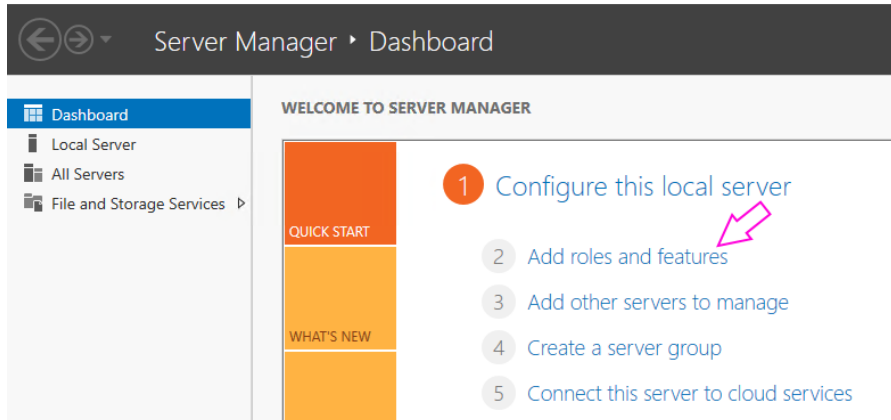 Server Manager ‣ Dashboard
Dashboard
Local Server
All Servers
File and Storage Services
WELCOME TO SERVER MANAGER
QUICK START
WHAT'S NEW
1 Configure this local server
2 Add roles and features
3 Add other servers to manage
4 Create a server group
5 Connect this server to cloud services